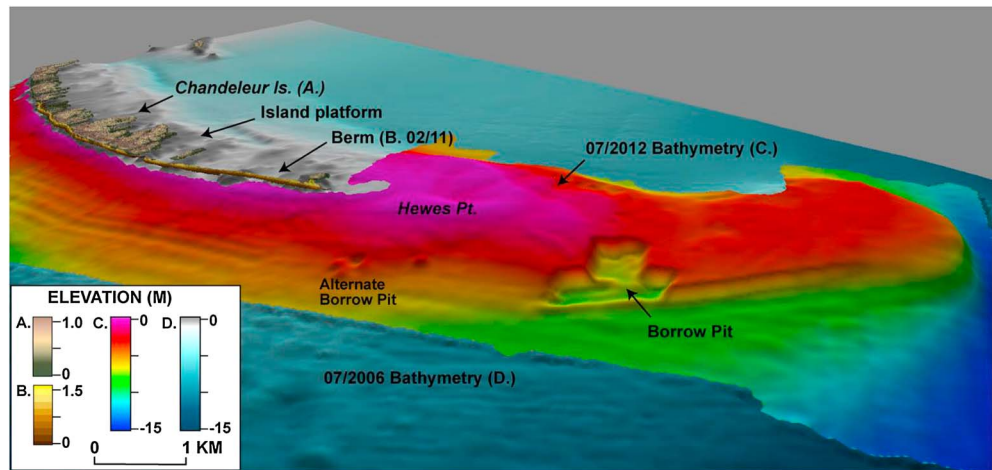 Chandeleur Is. (A.)
Island platform
Berm (B. 02/11)
07/2012 Bathymetry (C.)
Hewes Pt.
Alternate
Borrow Pit
Borrow Pit
07/2006 Bathymetry (D.)
ELEVATION (M)
A. 1.0 0
B. 1.5 0
C. 0 -15
D. 0 -15
0 1 KM